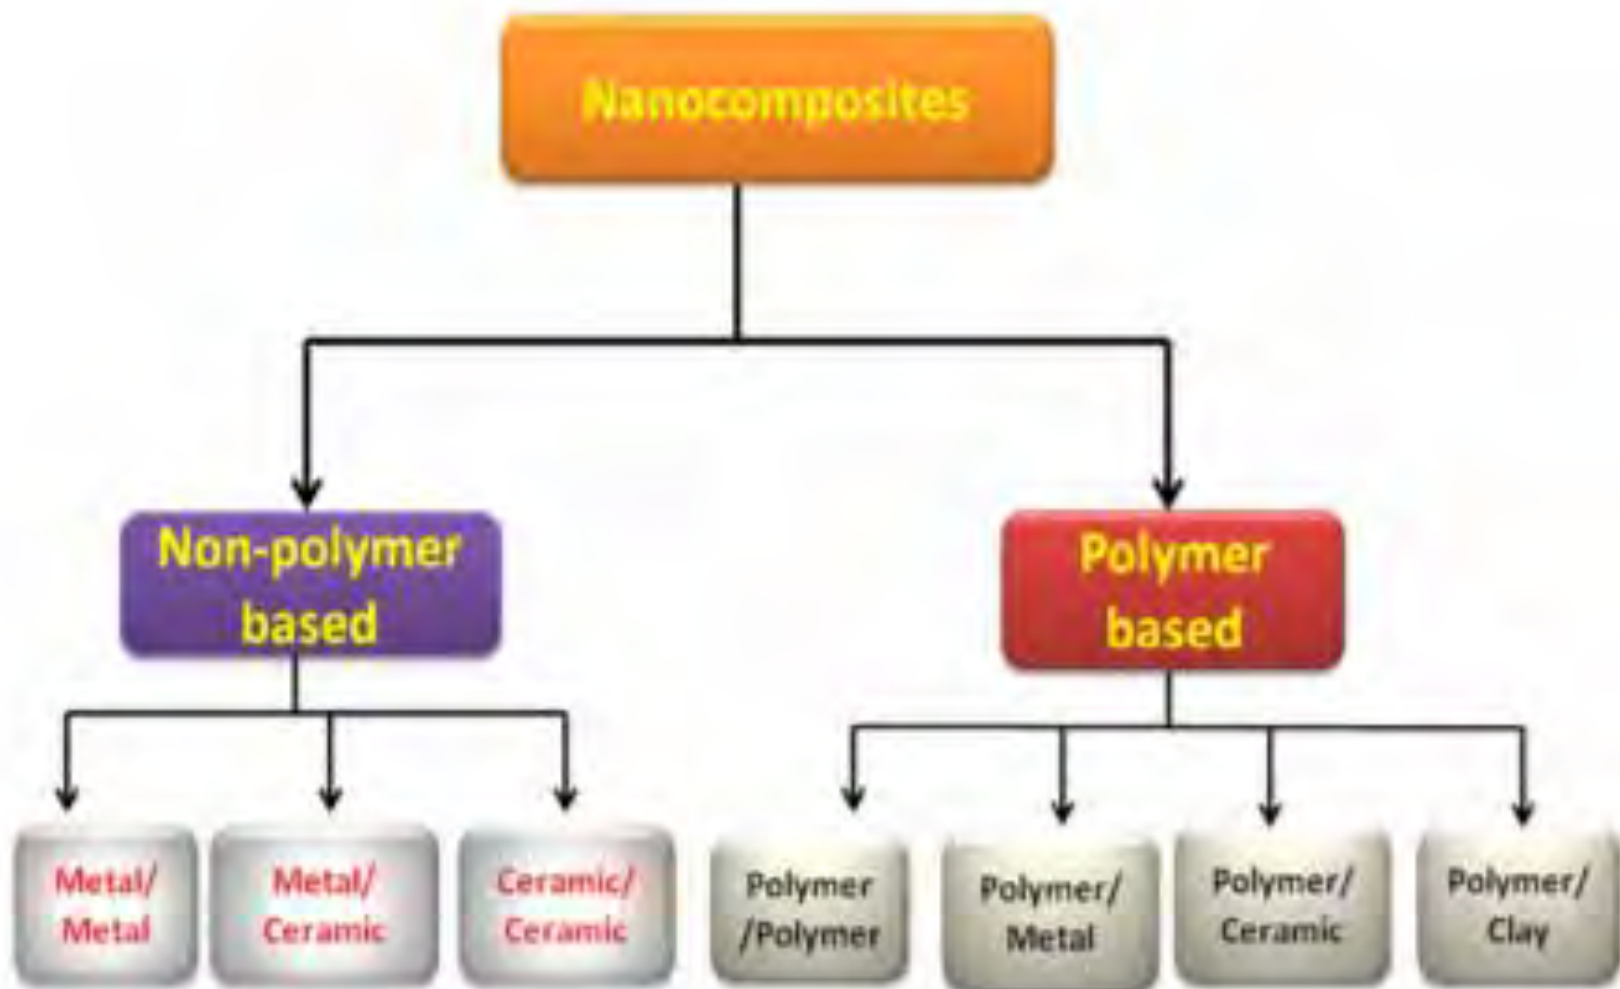 Nanocomposites
Non-polymer
based
Polymer
based
Metal/
Metal
Metal/
Ceramic
Ceramic/
Ceramic
Polymer
/Polymer
Polymer/
Metal
Polymer/
Ceramic
Polymer/
Clay